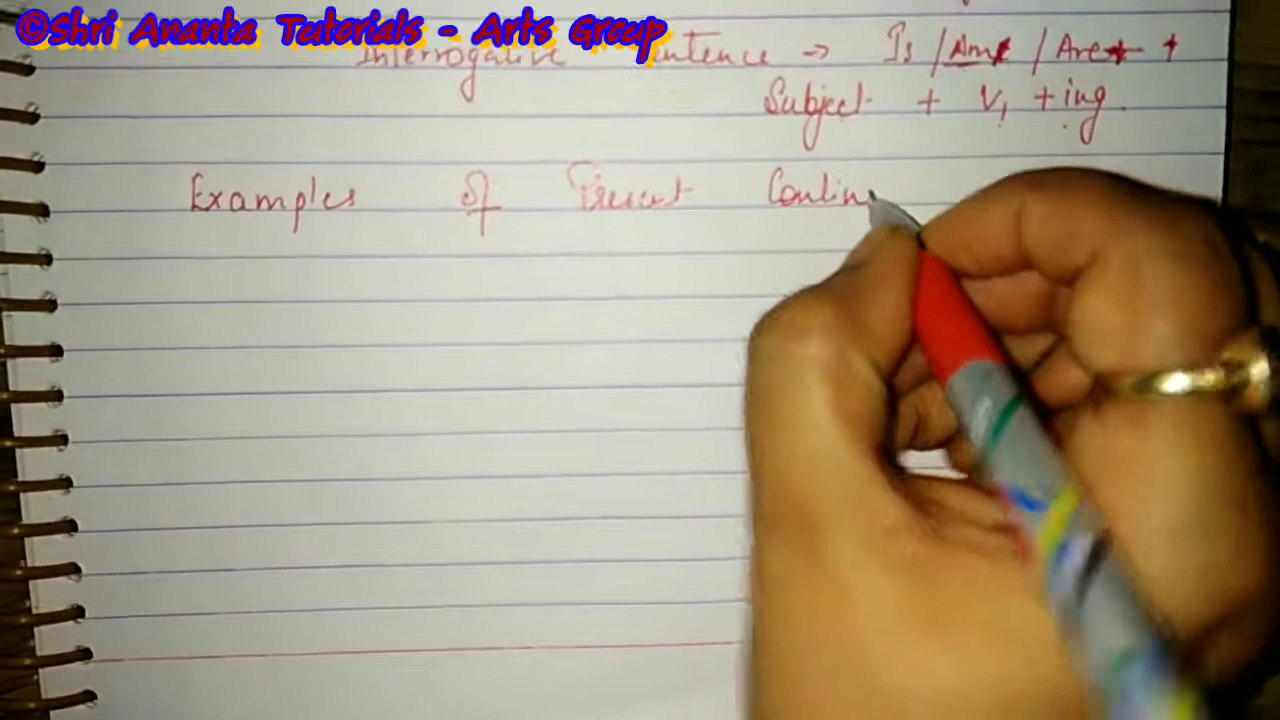 ©Shri Ananta Tutorials - Arts Group
Interrogative Sentence → Is / Am / Are +
Subject + V1 + ing.
Examples of Present Contin